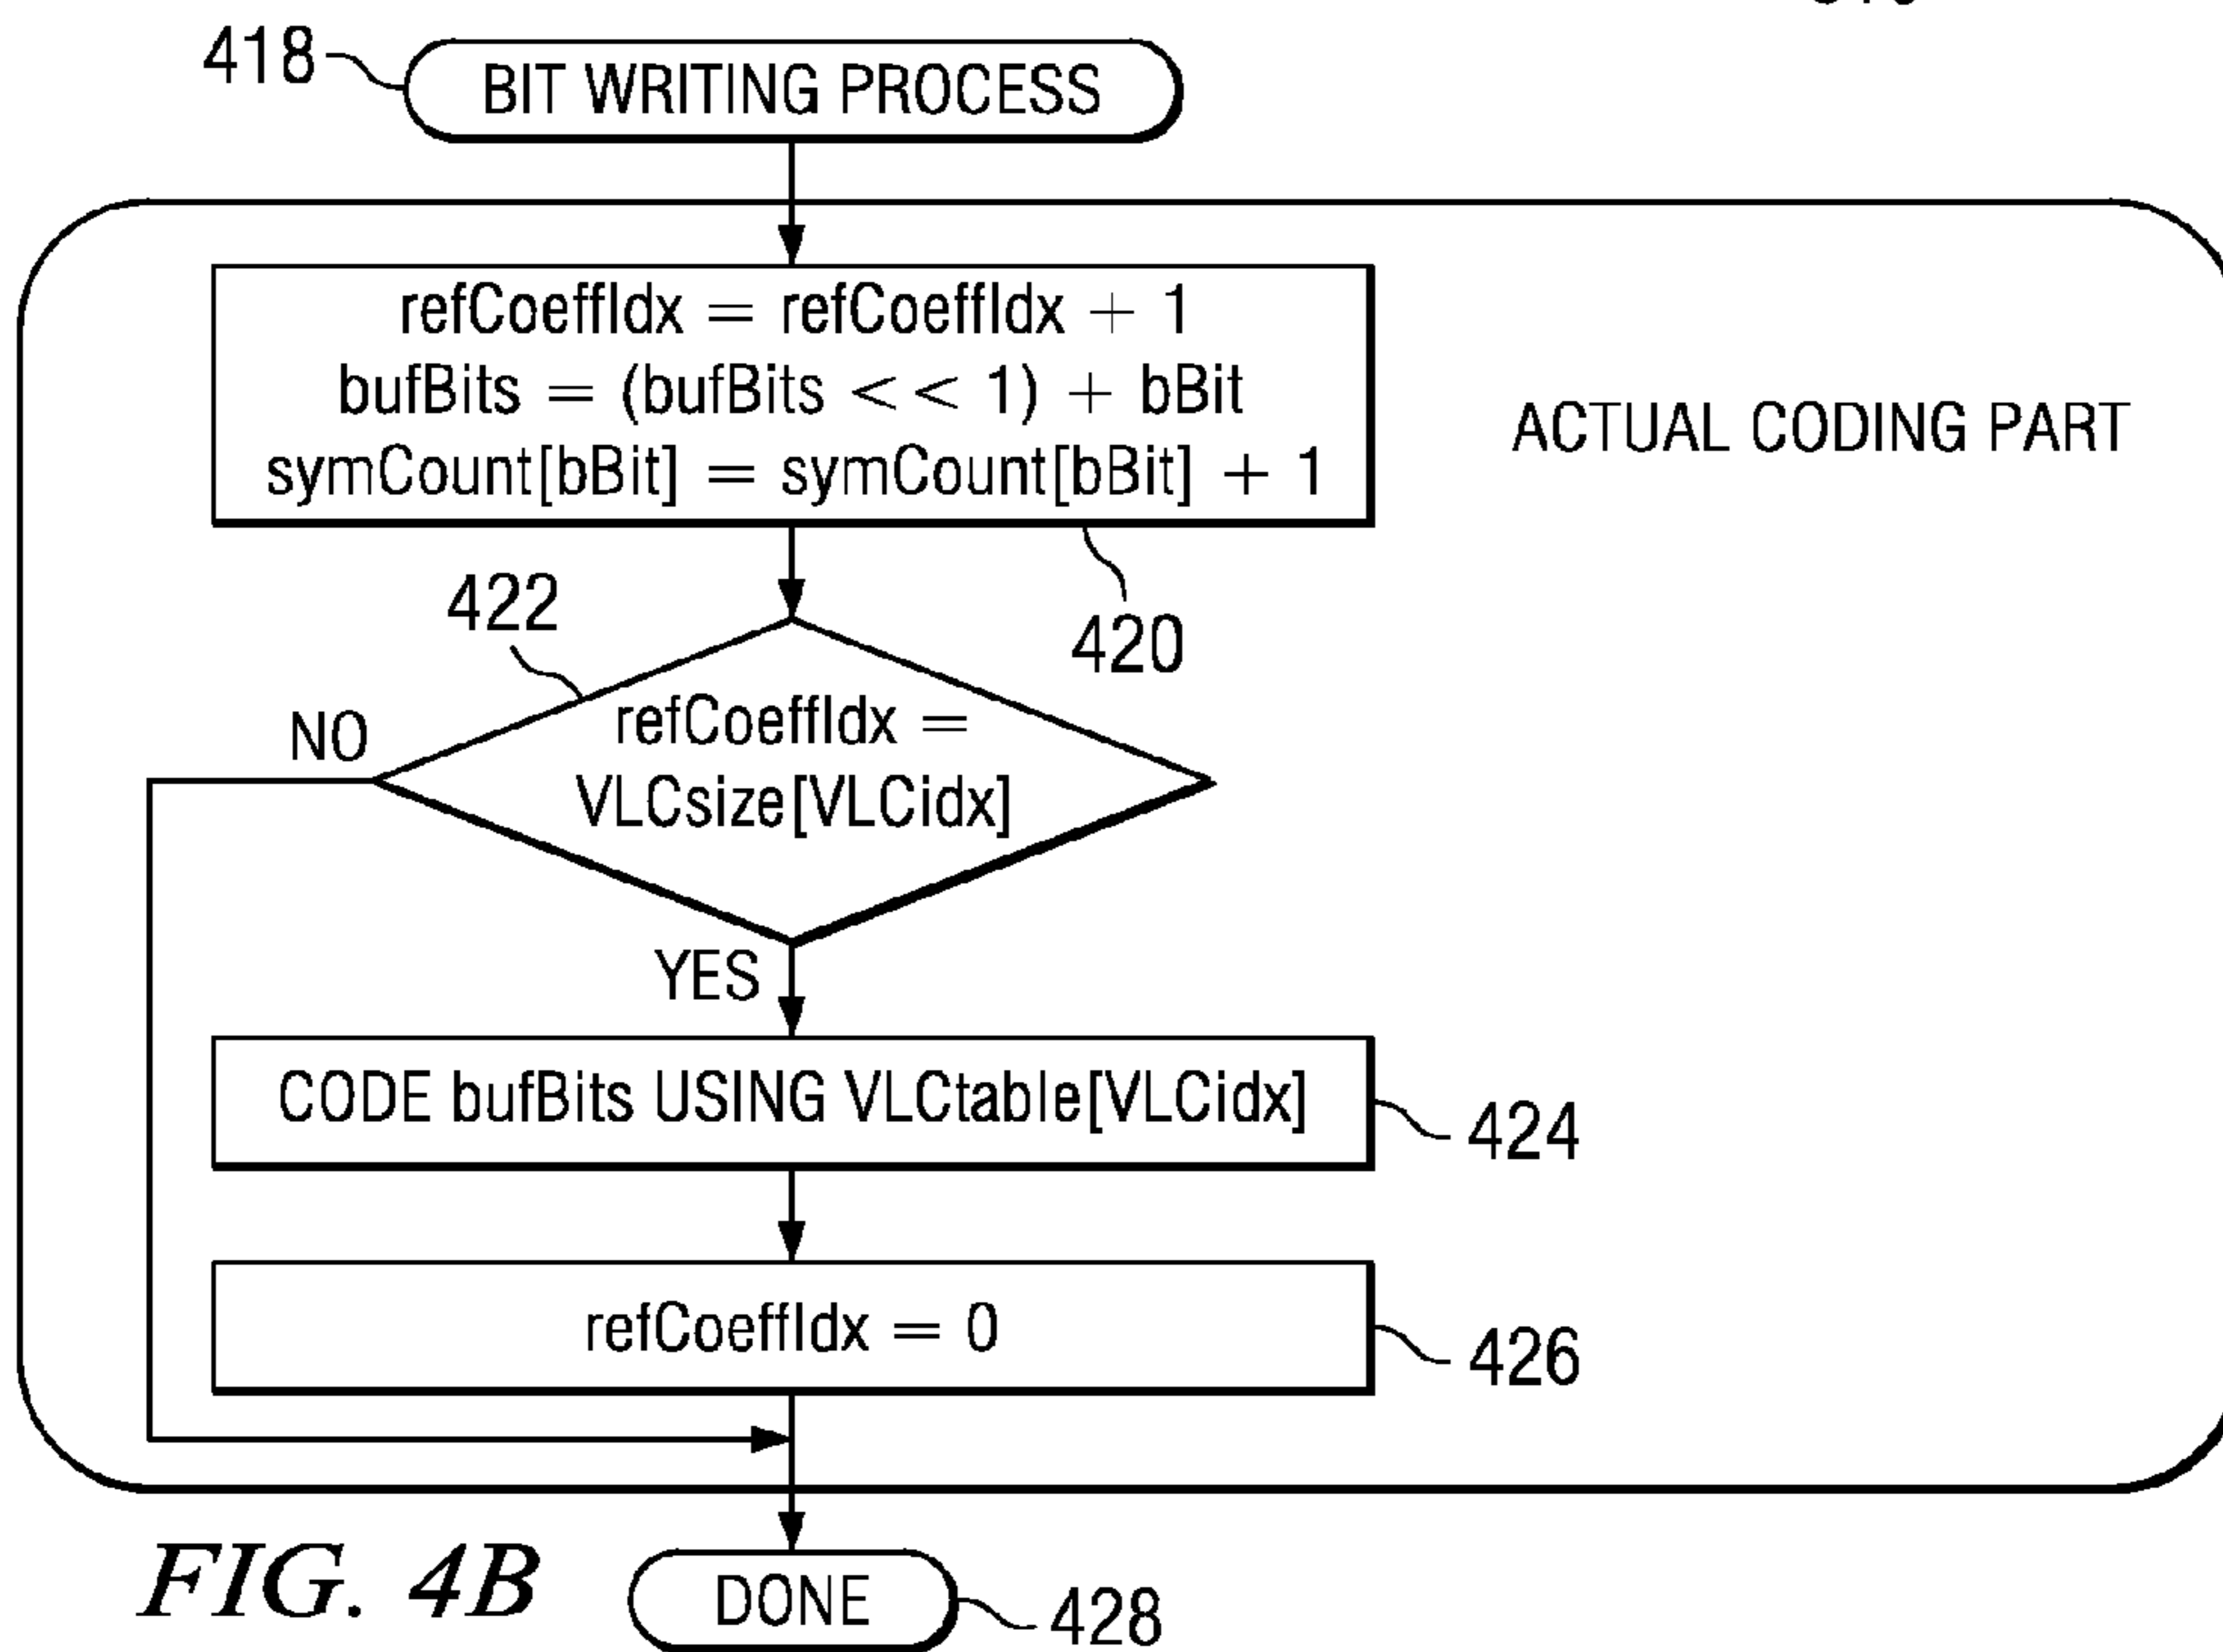 418
BIT WRITING PROCESS
refCoeffIdx = refCoeffIdx + 1
bufBits = (bufBits < < 1) + bBit
symCount[bBit] = symCount[bBit] + 1
ACTUAL CODING PART
420
422
refCoeffIdx =
VLCsize[VLCidx]
NO
YES
CODE bufBits USING VLCtable[VLCidx]
424
refCoeffIdx = 0
426
DONE
428
FIG. 4B